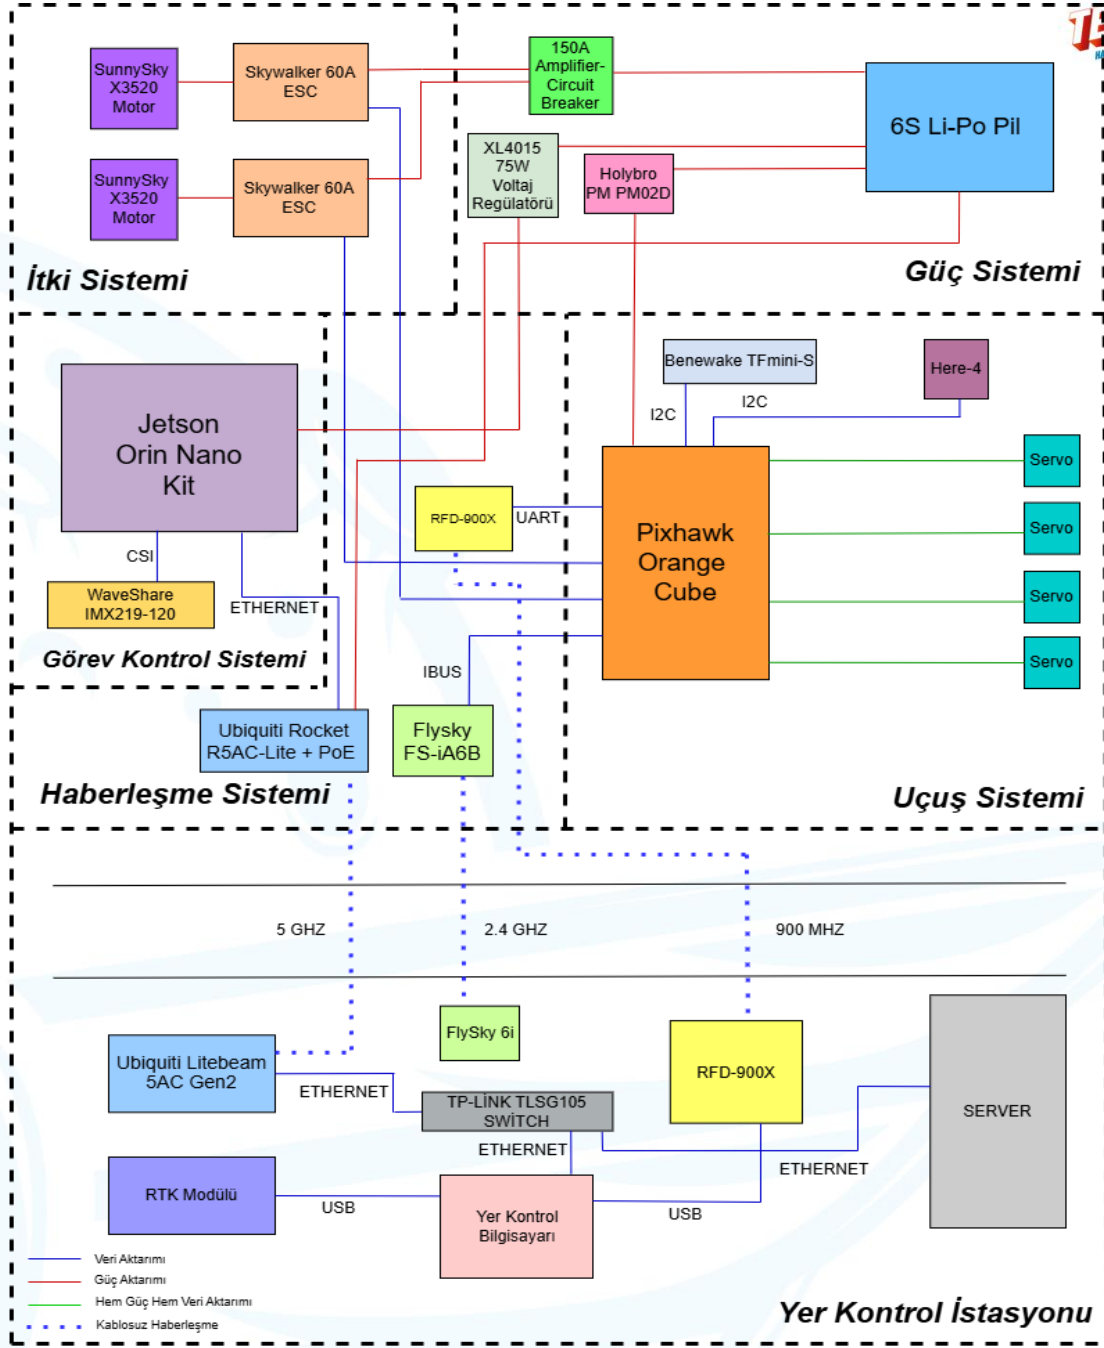 SunnySky
X3520
Motor
Skywalker 60A
ESC
150A
Amplifier-
Circuit
Breaker
6S Li-Po Pil
XL4015
75W
Voltaj
Regülatörü
Holybro
PM PM02D
SunnySky
X3520
Motor
Skywalker 60A
ESC
İtki Sistemi
Güç Sistemi
Jetson
Orin Nano
Kit
CSI
WaveShare
IMX219-120
ETHERNET
Görev Kontrol Sistemi
Benewake TFmini-S
Here-4
I2C
I2C
RFD-900X
UART
Pixhawk
Orange
Cube
Servo
Servo
Servo
Servo
IBUS
Ubiquiti Rocket
R5AC-Lite + PoE
Flysky
FS-iA6B
Haberleşme Sistemi
Uçuş Sistemi
5 GHZ
2.4 GHZ
900 MHZ
FlySky 6i
Ubiquiti Litebeam
5AC Gen2
ETHERNET
TP-LİNK TLSG105
SWİTCH
RFD-900X
SERVER
ETHERNET
ETHERNET
RTK Modülü
USB
Yer Kontrol
Bilgisayarı
USB
Veri Aktarımı
Güç Aktarımı
Hem Güç Hem Veri Aktarımı
Kablosuz Haberleşme
Yer Kontrol İstasyonu